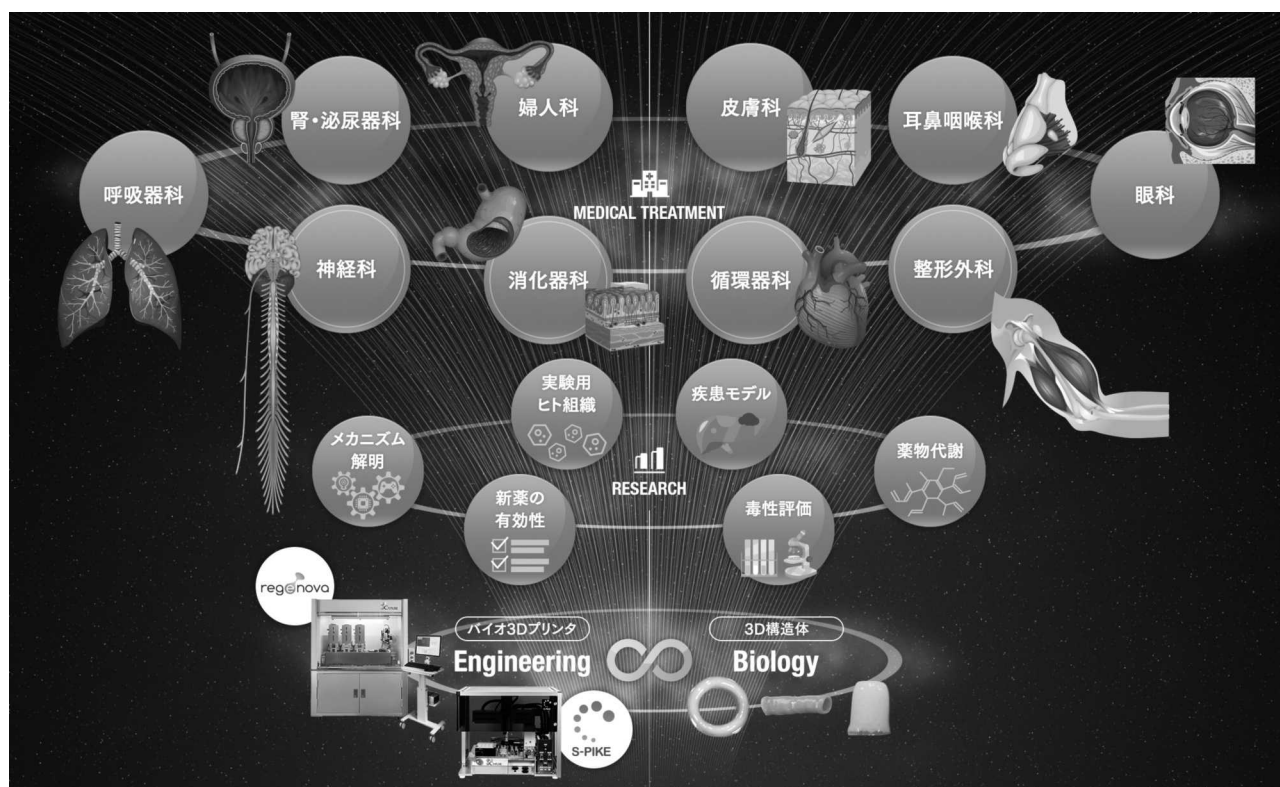 腎・泌尿器科
婦人科
皮膚科
耳鼻咽喉科
呼吸器科
眼科
MEDICAL TREATMENT
神経科
消化器科
循環器科
整形外科
実験用
ヒト組織
疾患モデル
メカニズム
解明
薬物代謝
RESEARCH
新薬の
有効性
毒性評価
regenova
バイオ3Dプリンタ
Engineering
3D構造体
Biology
S-PIKE